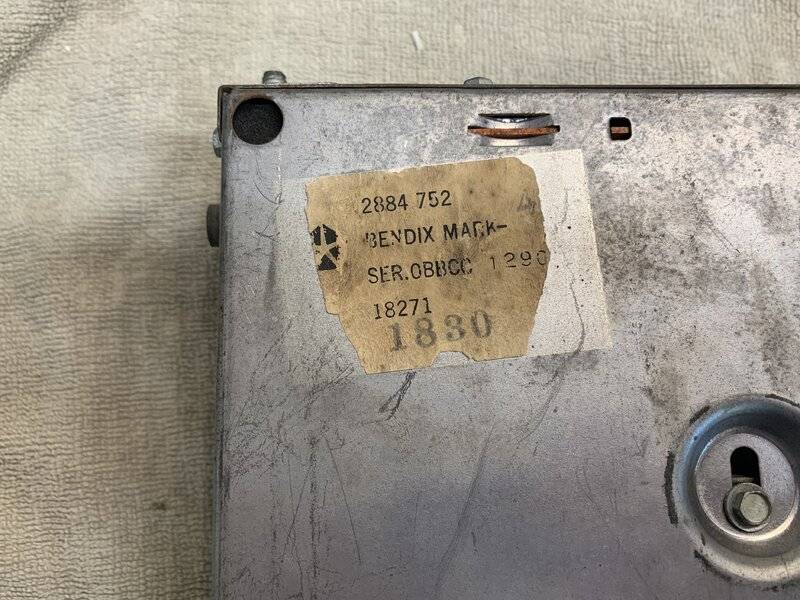 2884 752
BENDIX MARK-
SER.OBBCC 1290
18271
1830